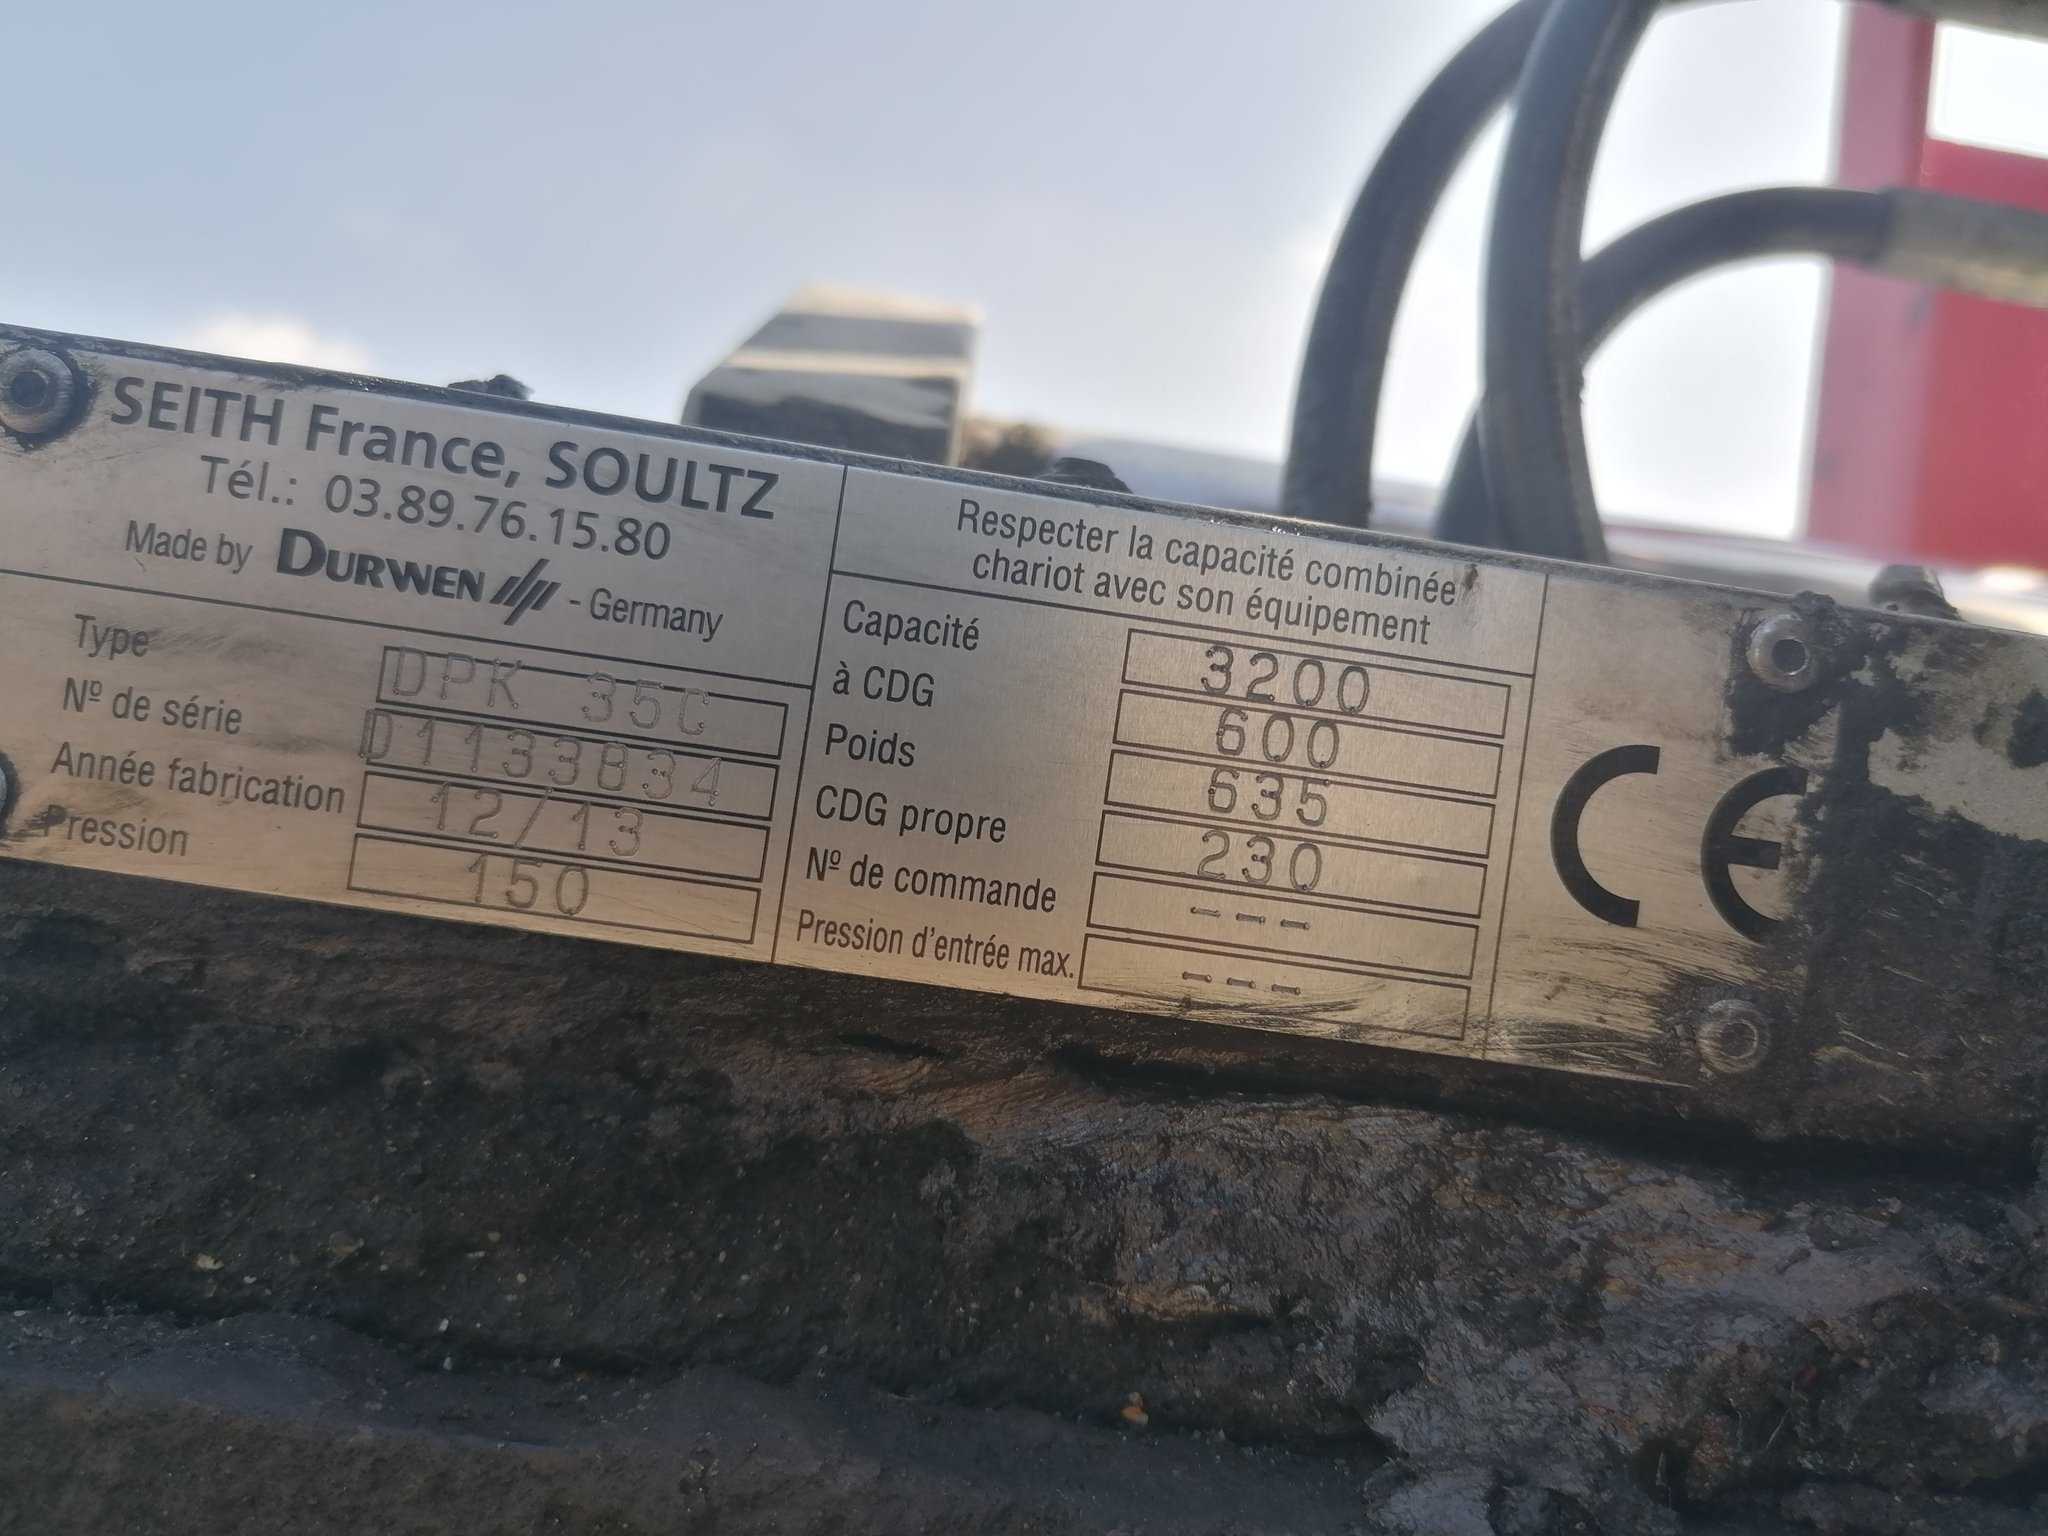 SEITH France, SOULTZ
Tél.: 03.89.76.15.80
Made by DURWEN - Germany
Type DPK 35C
Nº de série D1133834
Année fabrication 12/13
Pression 150
Respecter la capacité combinée
chariot avec son équipement
Capacité 3200
à CDG 600
Poids 635
CDG propre 230
Nº de commande ---
Pression d'entrée max. ---
CE